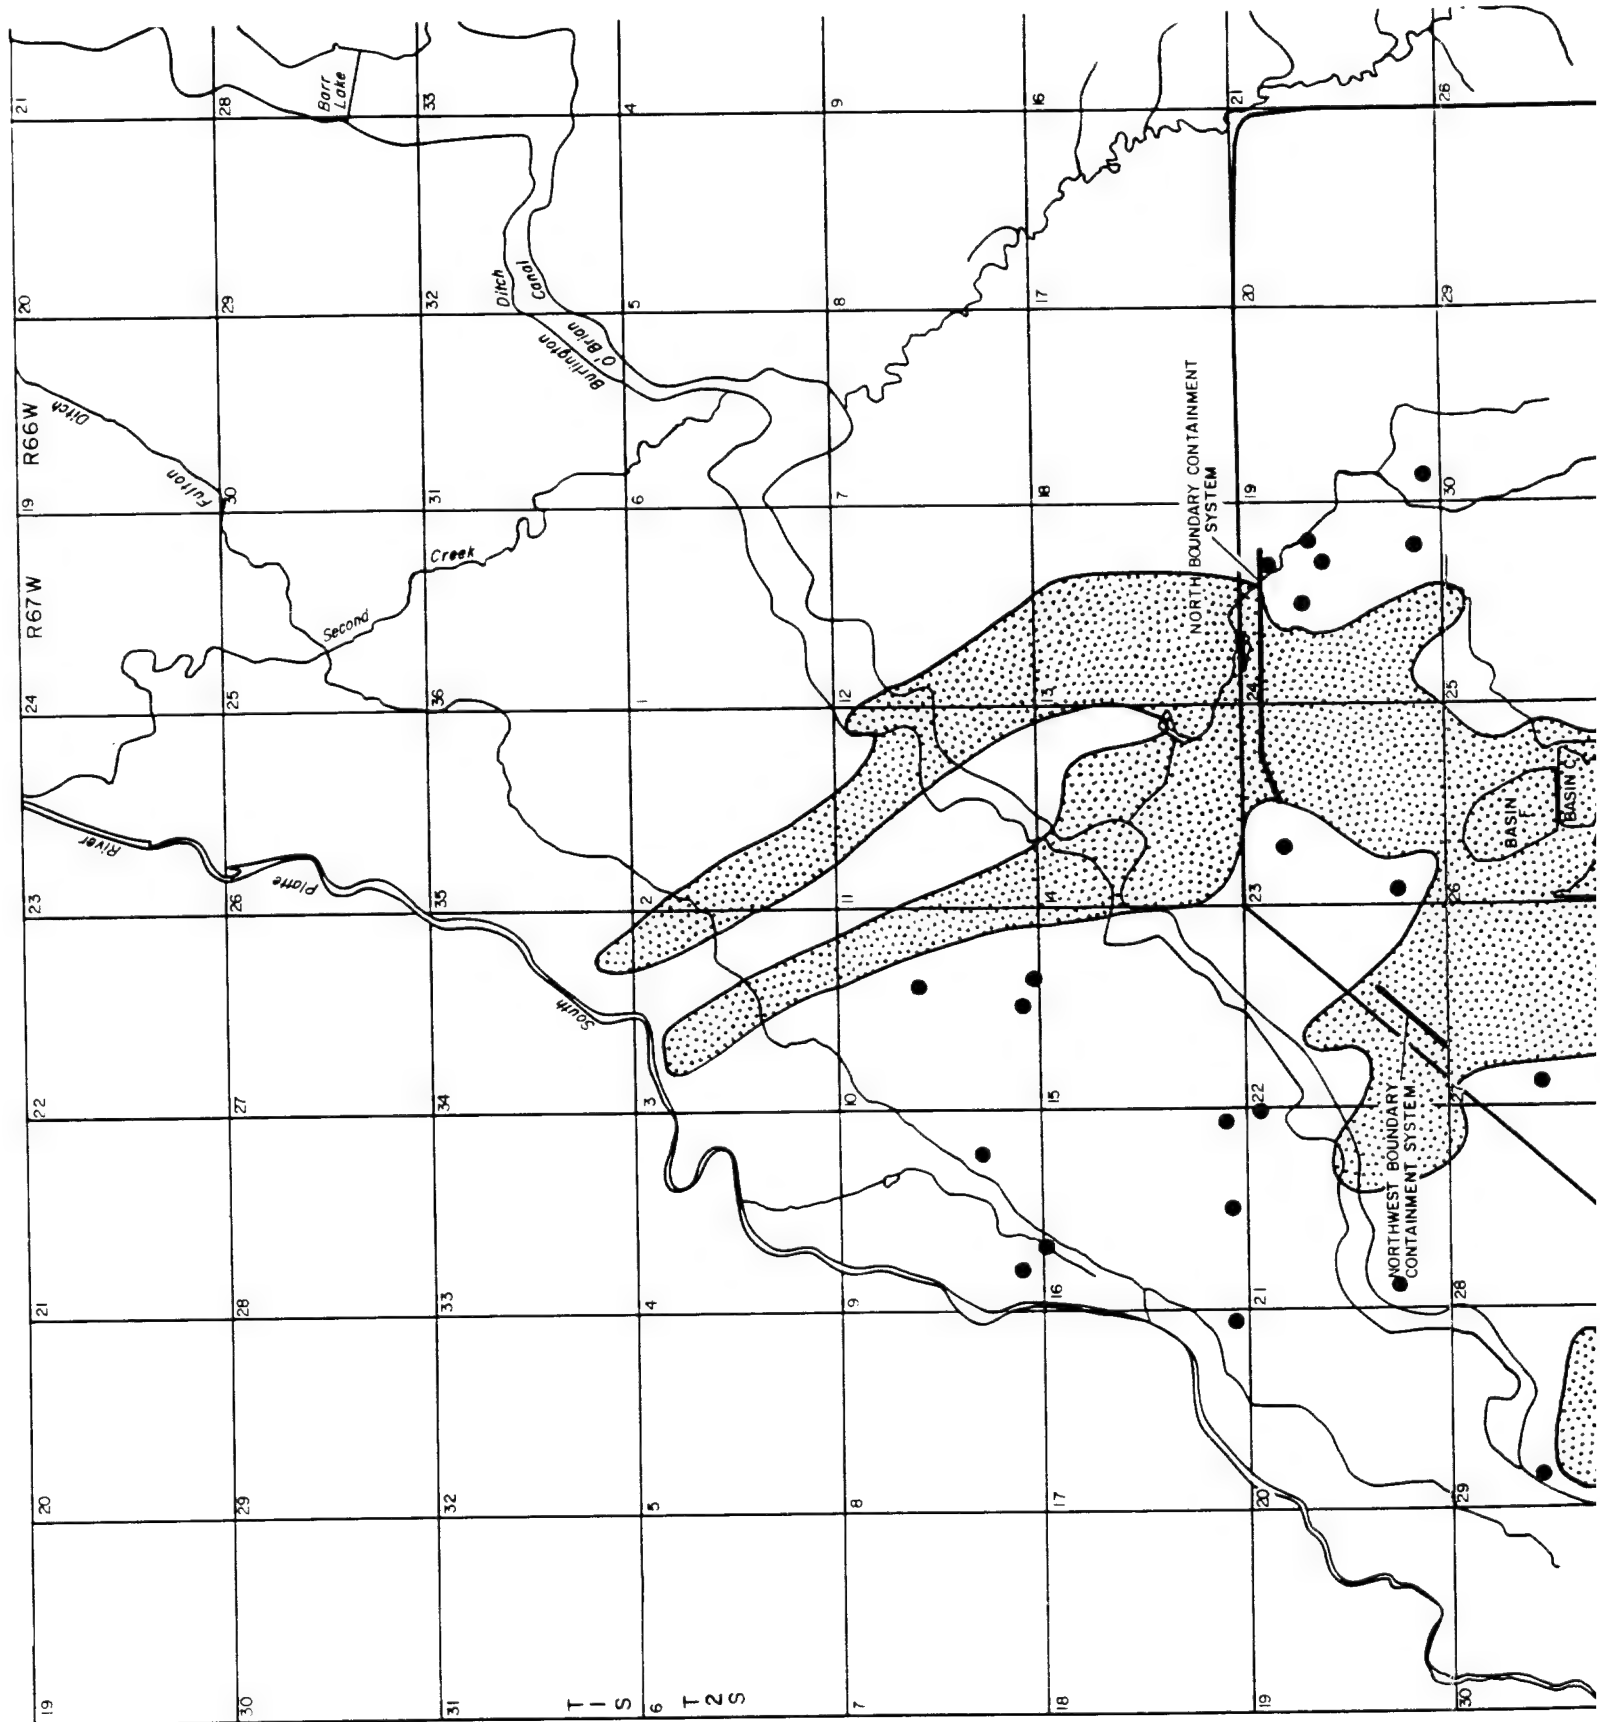 19 20 21 22 23 24 R67W 19 R66W 20 21
Ditch
Fulton
River
30 29 28 27 26 25 30 29 28
Platte
Second
Barr
Lake
31 32 33 34 35 36 31 32 33
Creek
Ditch
Canal
Burlington
O'Brian
South
T
1
S
6 5 4 3 2 1 6 5 4
T
2
S
7 8 9 10 11 12 7 8 9
18 17 16 15 14 13 18 17 16
NORTH BOUNDARY CONTAINMENT
SYSTEM
19 20 21 22 23 24 19 20 21
NORTHWEST BOUNDARY
CONTAINMENT SYSTEM
30 29 28 27 26 25 30 29 26
BASIN
F
BASIN C